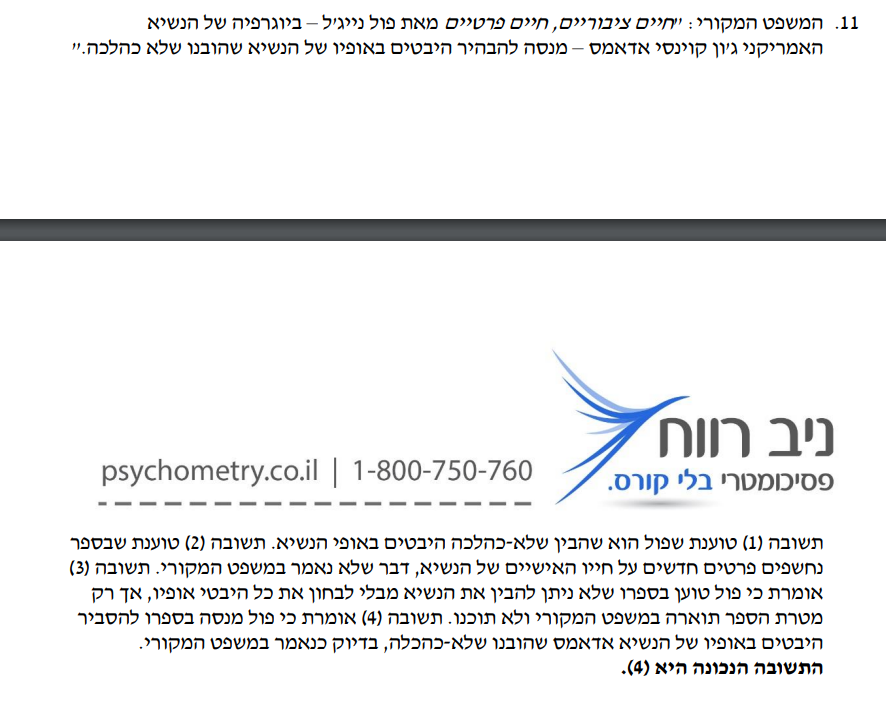 11. המשפט המקורי: "חיים ציבוריים, חיים פרטיים מאת פול נייג'ל – ביוגרפיה של הנשיא
האמריקני ג'ון קוינסי אדאמס – מנסה להבהיר היבטים באופיו של הנשיא שהובנו שלא כהלכה."
ניב רווח
פסיכומטרי בלי קורס.
psychometry.co.il | 1-800-750-760
תשובה (1) טוענת שפול הוא שהבין שלא-כהלכה היבטים באופי הנשיא. תשובה (2) טוענת שבספר
נחשפים פרטים חדשים על חייו האישיים של הנשיא, דבר שלא נאמר במשפט המקורי. תשובה (3)
אומרת כי פול טוען בספרו שלא ניתן להבין את הנשיא מבלי לבחון את כל היבטי אופיו, אך רק
מטרת הספר תוארה במשפט המקורי ולא תוכנו. תשובה (4) אומרת כי פול מנסה בספרו להסביר
היבטים באופיו של הנשיא אדאמס שהובנו שלא-כהכלה, בדיוק כנאמר במשפט המקורי.
התשובה הנכונה היא (4).